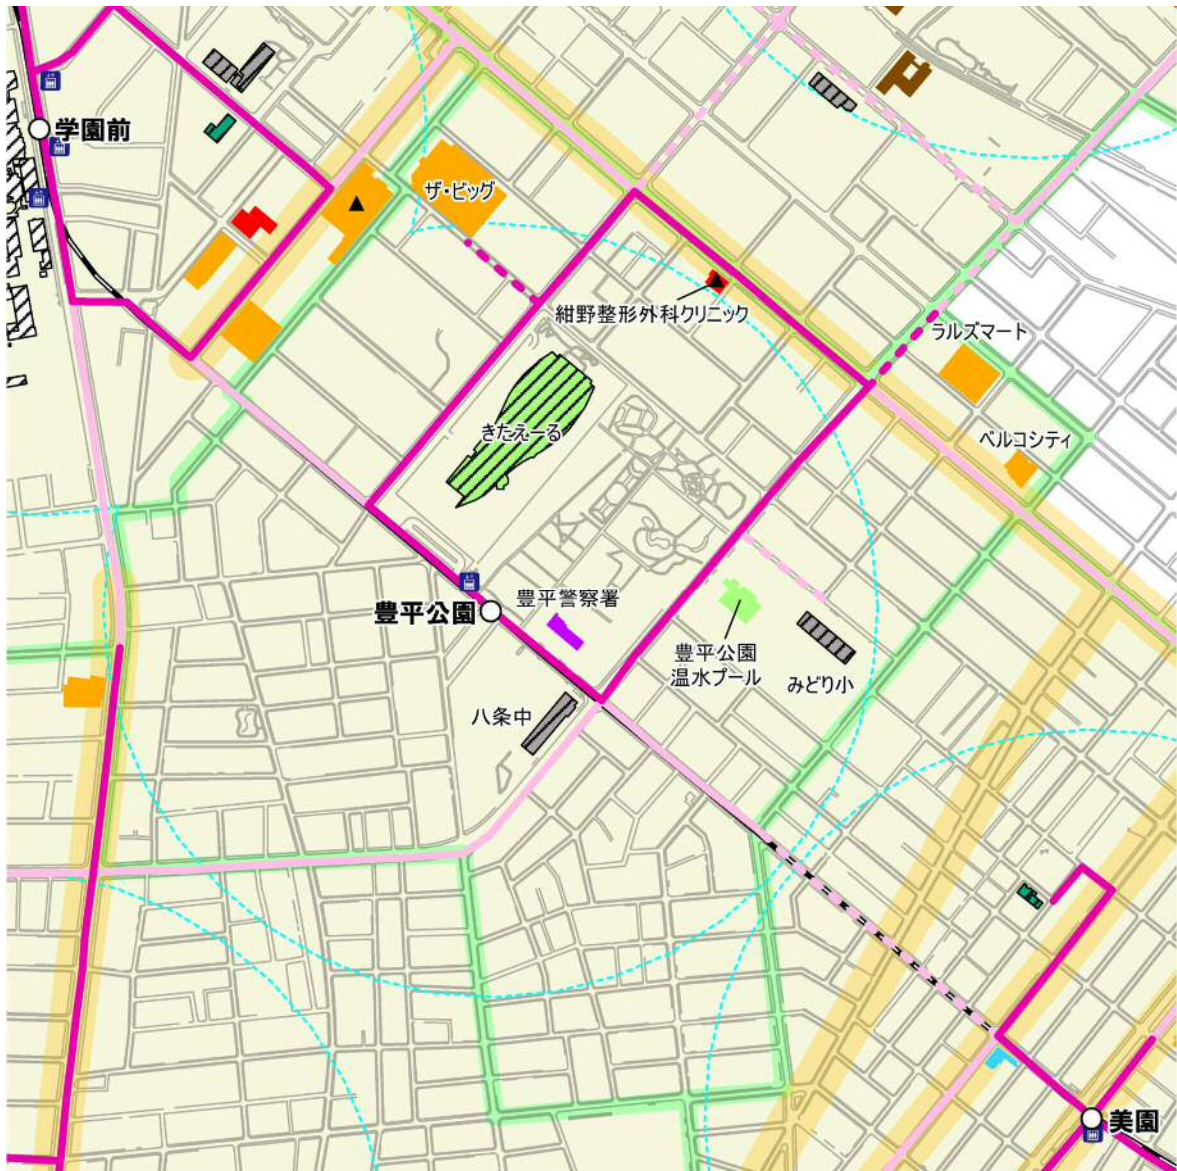 学園前
ザ・ビッグ
紺野整形外科クリニック
ラルズマート
きたえーる
ベルコシティ
豊平公園
豊平警察署
豊平公園
温水プール
みどり小
八条中
美園